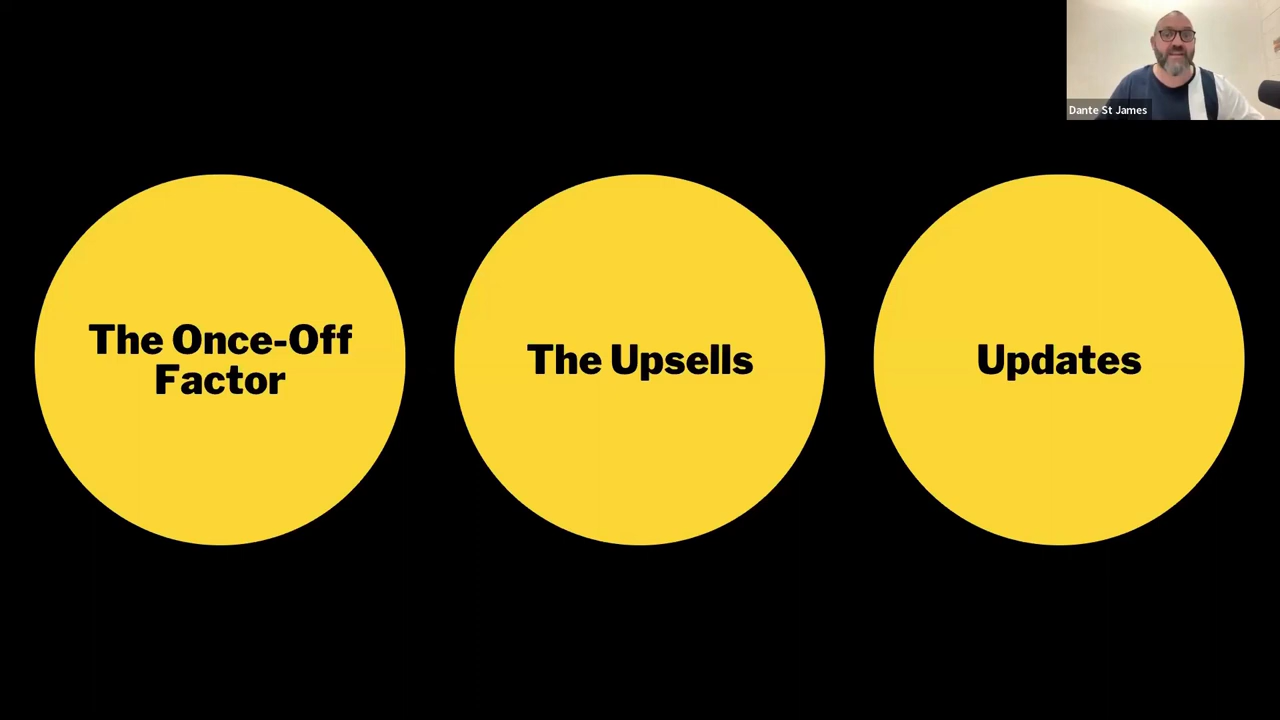 Dante St James
The Once-Off
Factor
The Upsells
Updates